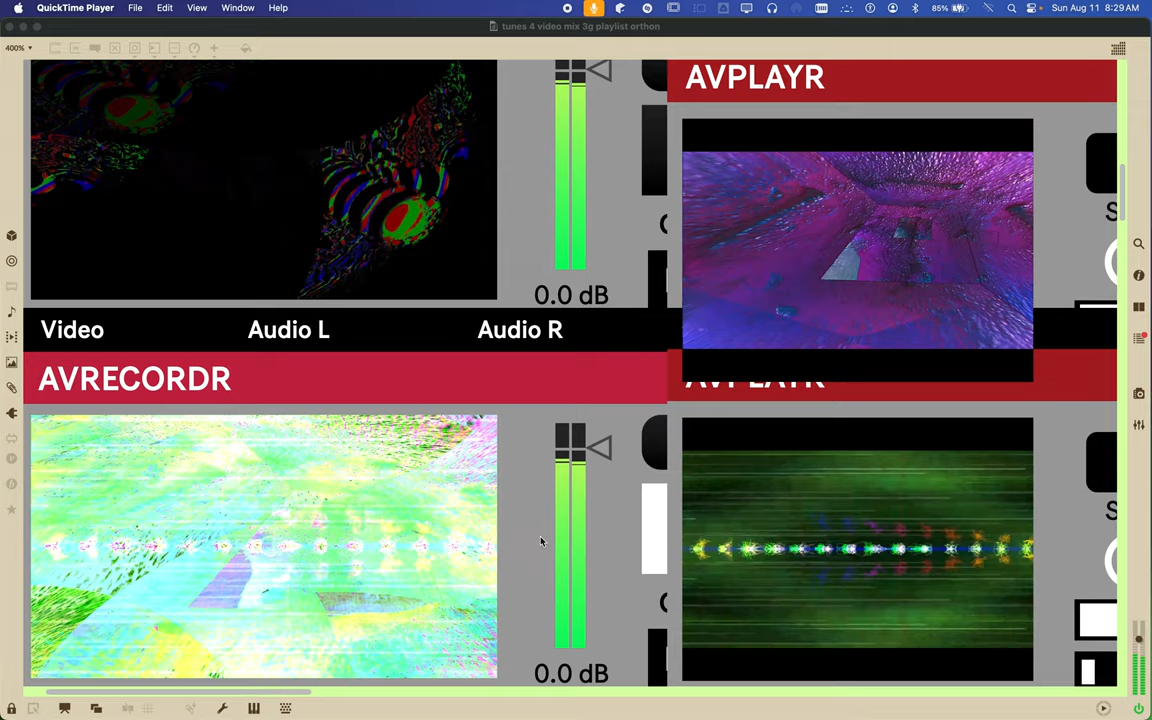 QuickTime Player File Edit View Window Help
85% Sun Aug 11 8:29 AM
tunes 4 video mix 3g playlist orthon
400%
AVPLAYR
0.0 dB
Video Audio L Audio R
AVRECORDR
AVPLAYR
0.0 dB